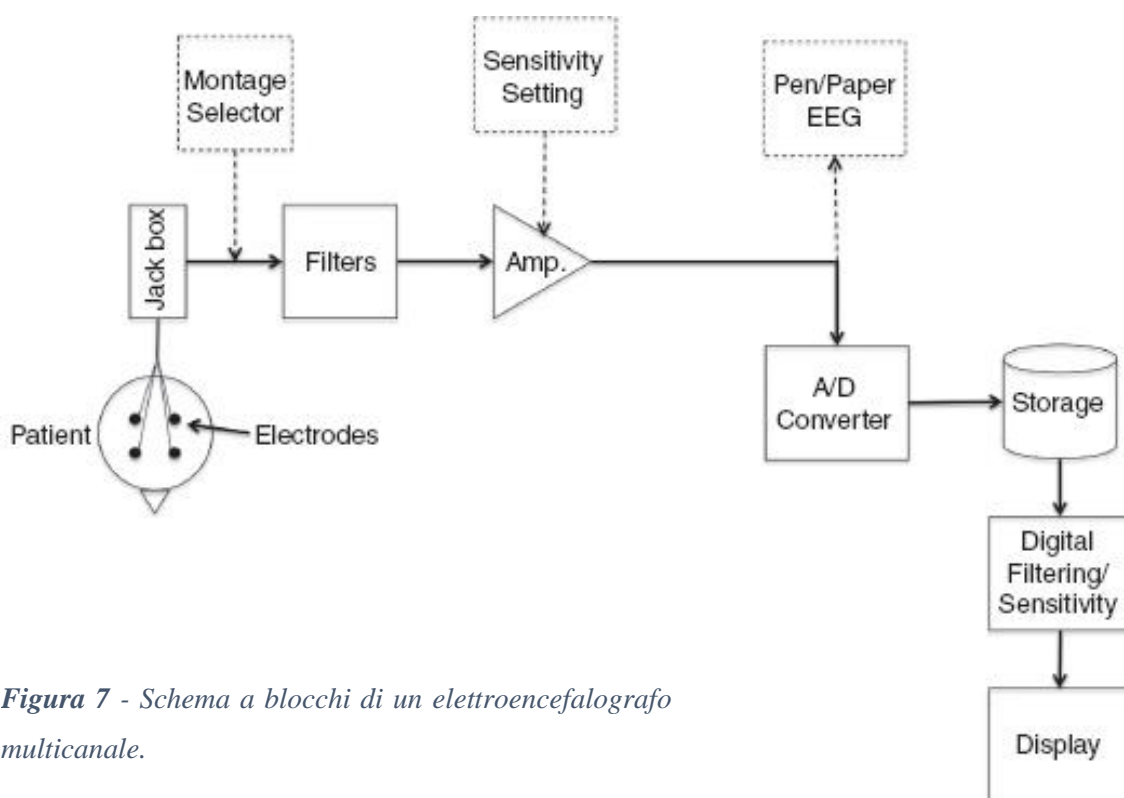 Montage
Selector
Sensitivity
Setting
Pen/Paper
EEG
Jack box
Filters
Amp.
A/D
Converter
Storage
Patient
Electrodes
Digital
Filtering/
Sensitivity
Display
Figura 7 - Schema a blocchi di un elettroencefalografo
multicanale.